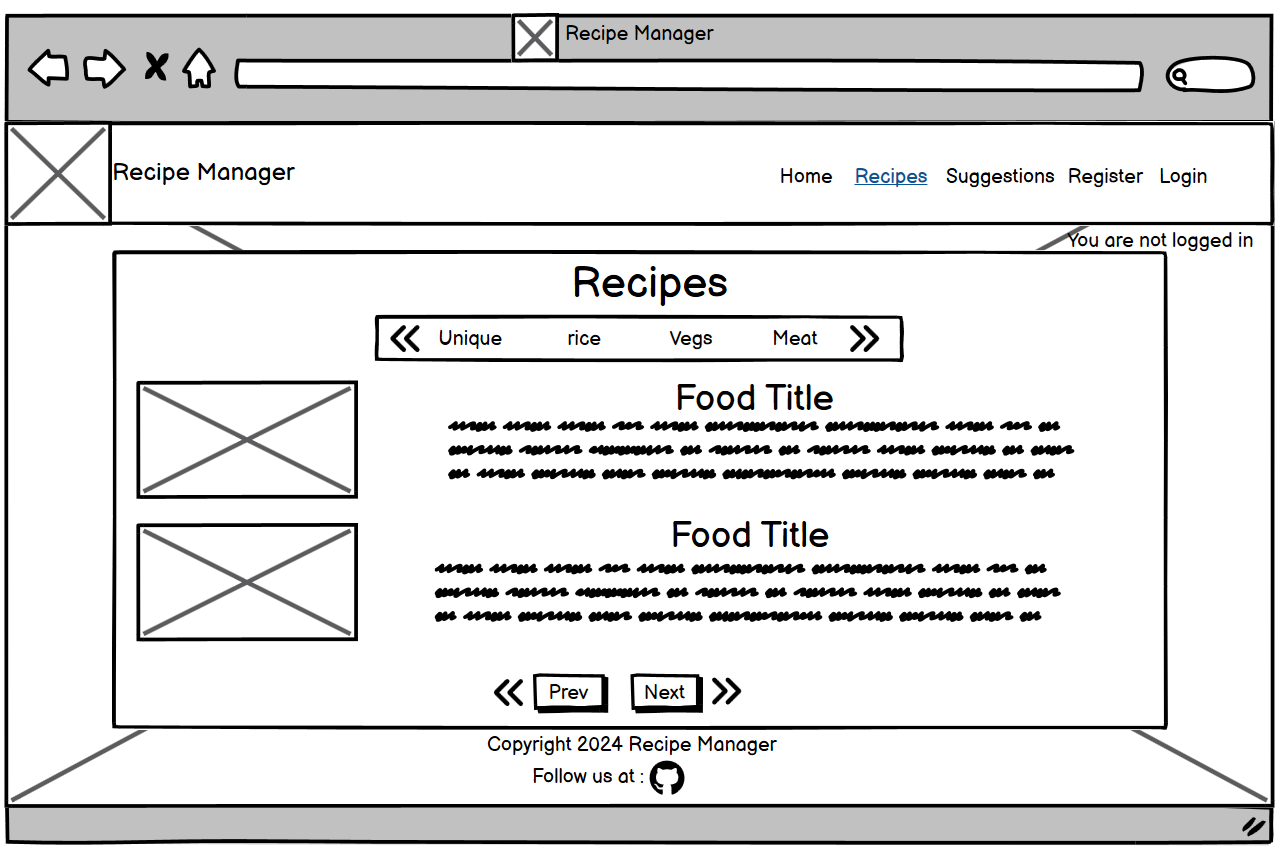 Recipe Manager
Recipe Manager
Home Recipes Suggestions Register Login
You are not logged in
Recipes
Unique rice Vegs Meat
Food Title
Food Title
Prev Next
Copyright 2024 Recipe Manager
Follow us at :